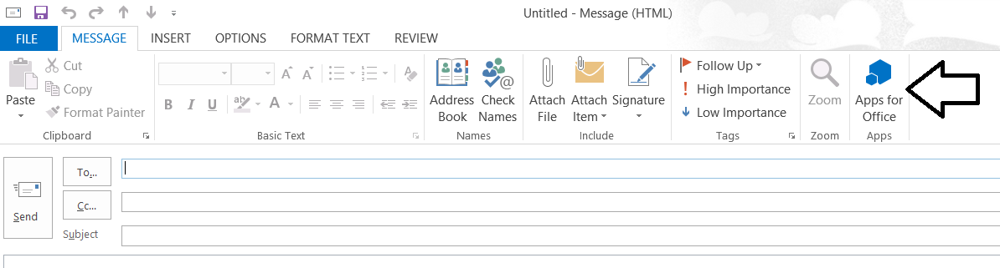 Untitled - Message (HTML)
FILE MESSAGE INSERT OPTIONS FORMAT TEXT REVIEW
Paste
Cut
Copy
Format Painter
Clipboard
B I U ab A
Basic Text
Address
Book
Check
Names
Names
Attach
File
Attach
Item
Signature
Include
Follow Up
High Importance
Low Importance
Tags
Zoom
Zoom
Apps for
Office
Apps
Send
To...
Cc...
Subject